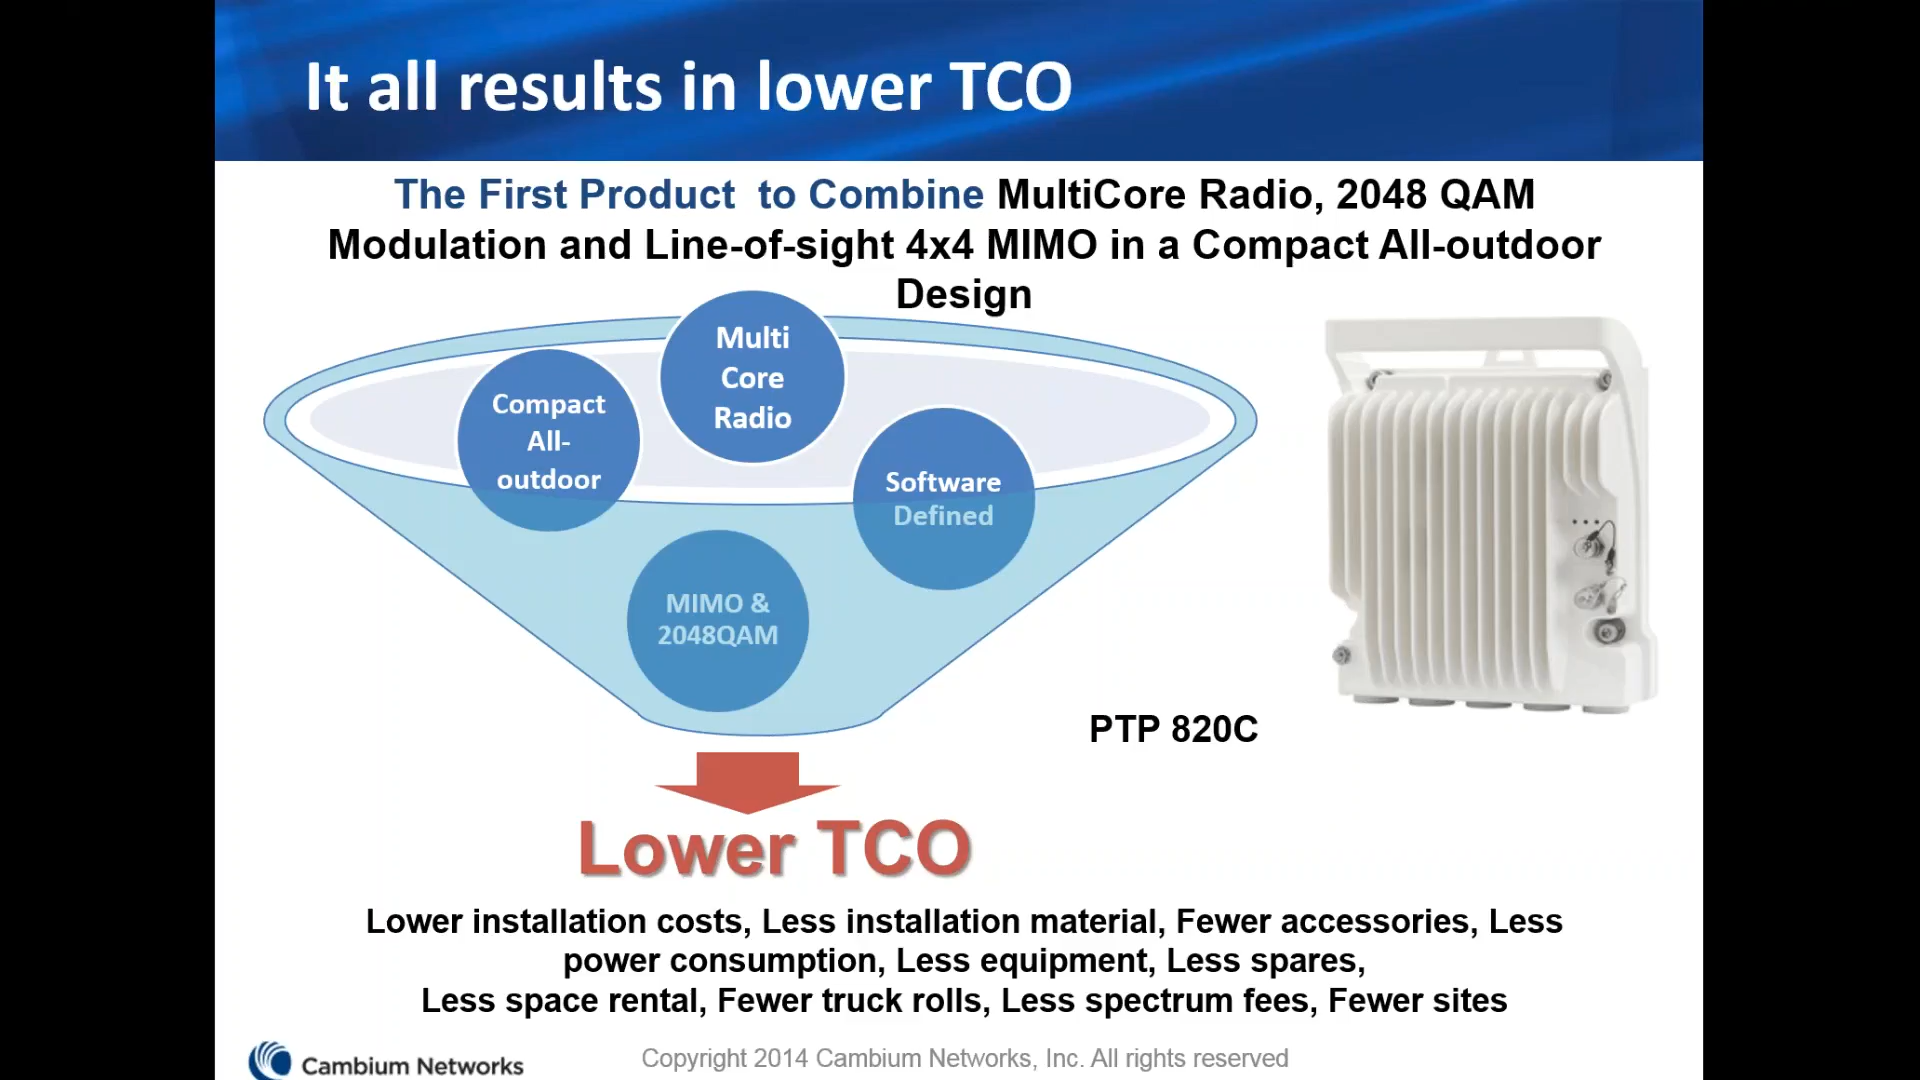 It all results in lower TCO
The First Product  to Combine MultiCore Radio, 2048 QAM
Modulation and Line-of-sight 4x4 MIMO in a Compact All-outdoor
Design
Multi
Core
Radio
Compact
All-
outdoor
Software
Defined
MIMO &
2048QAM
PTP 820C
Lower TCO
Lower installation costs, Less installation material, Fewer accessories, Less
power consumption, Less equipment, Less spares,
Less space rental, Fewer truck rolls, Less spectrum fees, Fewer sites
Cambium Networks
Copyright 2014 Cambium Networks, Inc. All rights reserved